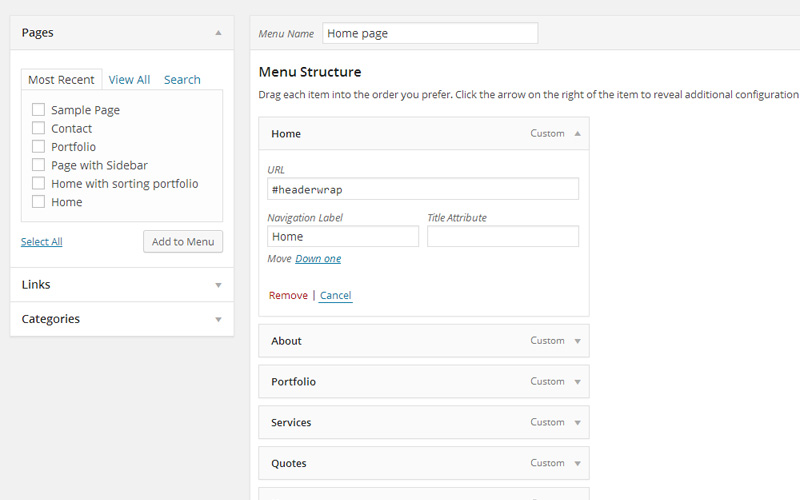 Pages
Most Recent
View All
Search
Sample Page
Contact
Portfolio
Page with Sidebar
Home with sorting portfolio
Home
Select All
Add to Menu
Links
Categories
Menu Name
Home page
Menu Structure
Drag each item into the order you prefer. Click the arrow on the right of the item to reveal additional configuration
Home Custom
URL
#headerwrap
Navigation Label Title Attribute
Home
Move Down one
Remove | Cancel
About Custom
Portfolio Custom
Services Custom
Quotes Custom